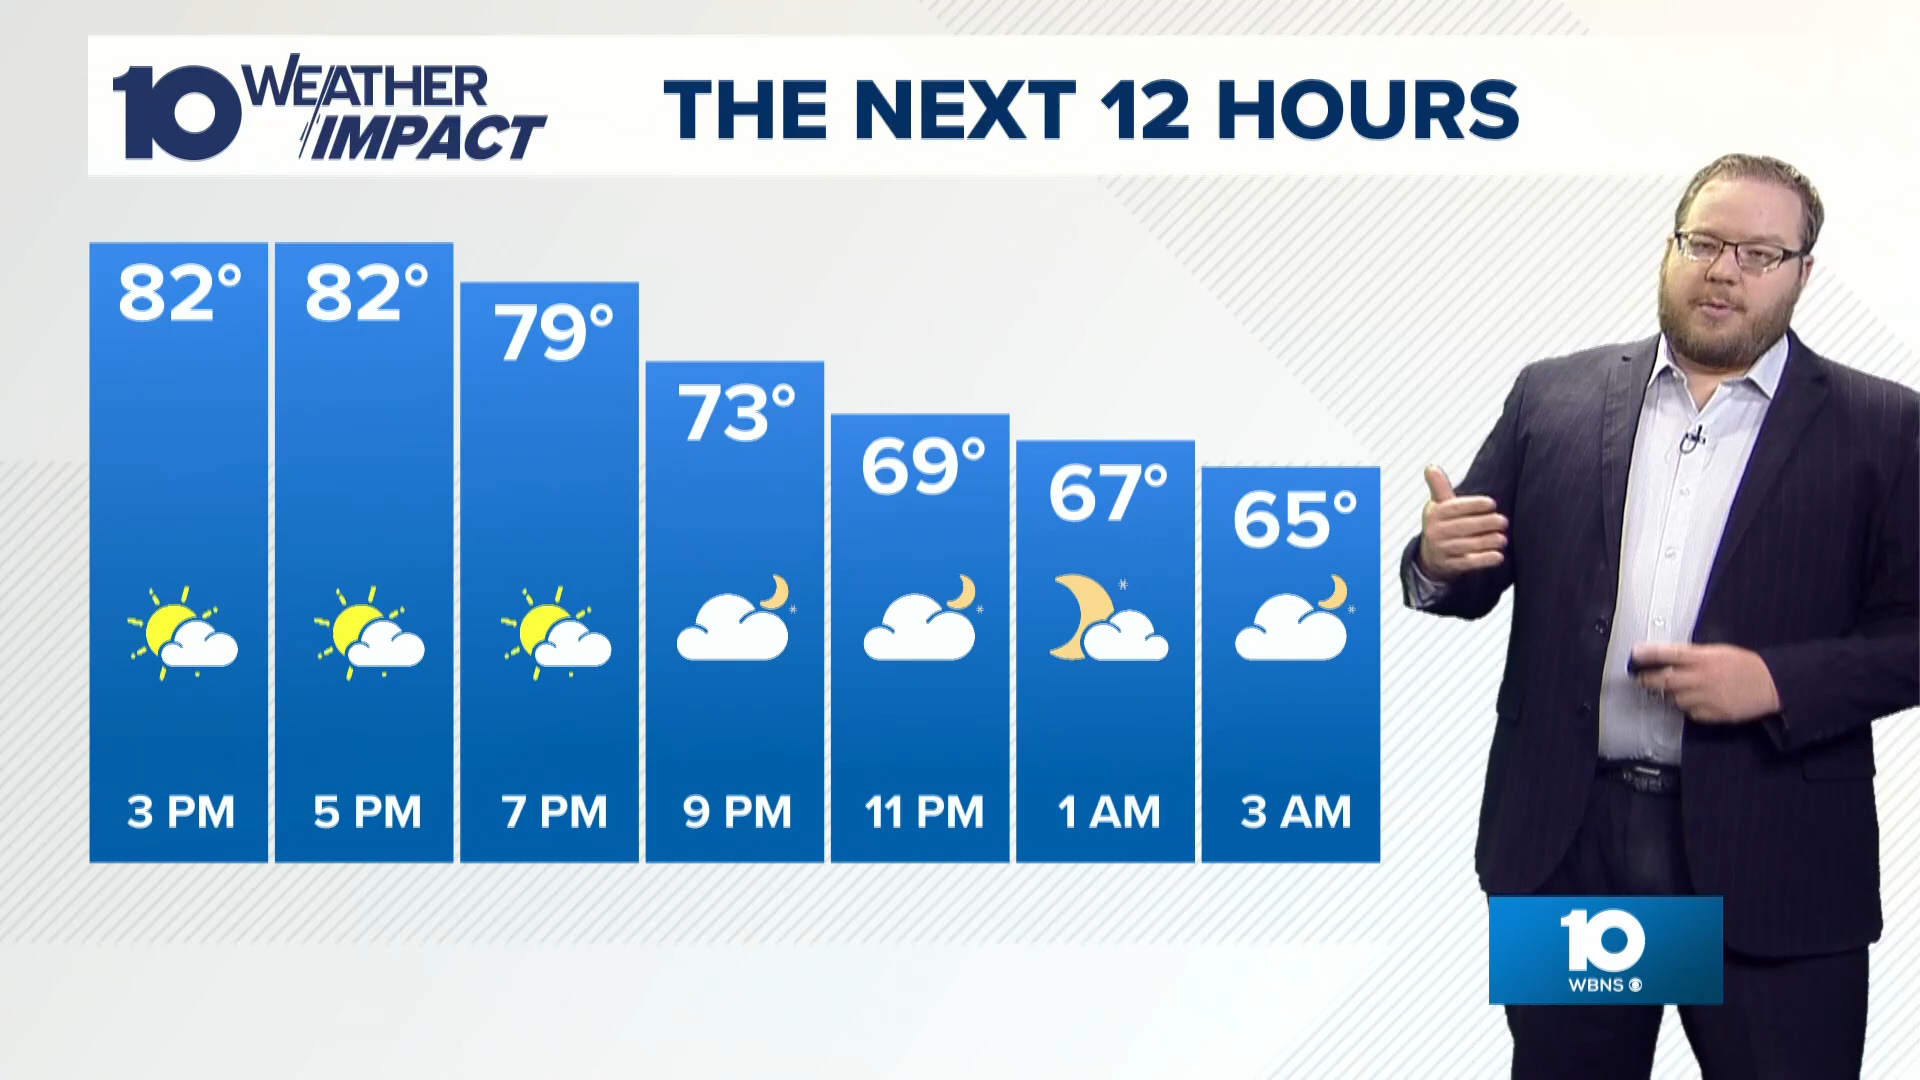 10 WEATHER IMPACT
THE NEXT 12 HOURS
82° 82° 79° 73° 69° 67° 65°
3 PM 5 PM 7 PM 9 PM 11 PM 1 AM 3 AM
10
WBNS